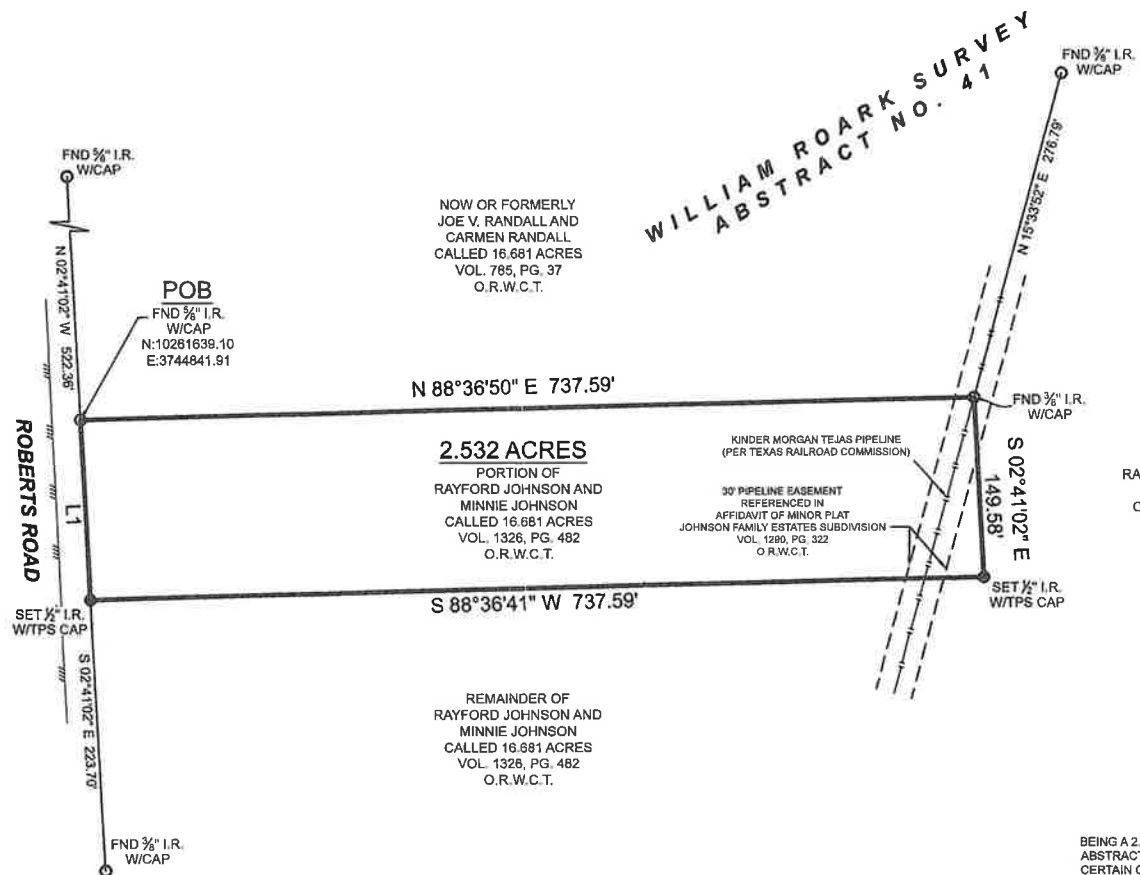 WILLIAM ROARK SURVEY
ABSTRACT NO. 41
FND ⅜" I.R.
W/CAP
N 15°33'52" E 276.79'
FND ⅝" I.R.
W/CAP
N 02°41'02" W 522.36'
NOW OR FORMERLY
JOE V. RANDALL AND
CARMEN RANDALL
CALLED 16.681 ACRES
VOL. 785, PG. 37
O.R.W.C.T.
POB
FND ⅝" I.R.
W/CAP
N:10261639.10
E:3744841.91
N 88°36'50" E 737.59'
FND ⅜" I.R.
W/CAP
ROBERTS ROAD
L1
2.532 ACRES
PORTION OF
RAYFORD JOHNSON AND
MINNIE JOHNSON
CALLED 16.681 ACRES
VOL. 1326, PG. 482
O.R.W.C.T.
KINDER MORGAN TEJAS PIPELINE
(PER TEXAS RAILROAD COMMISSION)
30' PIPELINE EASEMENT
REFERENCED IN
AFFIDAVIT OF MINOR PLAT
JOHNSON FAMILY ESTATES SUBDIVISION
VOL. 1290, PG. 322
O.R.W.C.T.
S 02°41'02" E
149.58'
RA
C
SET ½" I.R.
W/TPS CAP
S 88°36'41" W 737.59'
SET ½" I.R.
W/TPS CAP
S 02°41'02" E 223.70'
REMAINDER OF
RAYFORD JOHNSON AND
MINNIE JOHNSON
CALLED 16.681 ACRES
VOL. 1326, PG. 482
O.R.W.C.T.
FND ⅜" I.R.
W/CAP
BEING A 2.
ABSTRACT
CERTAIN C